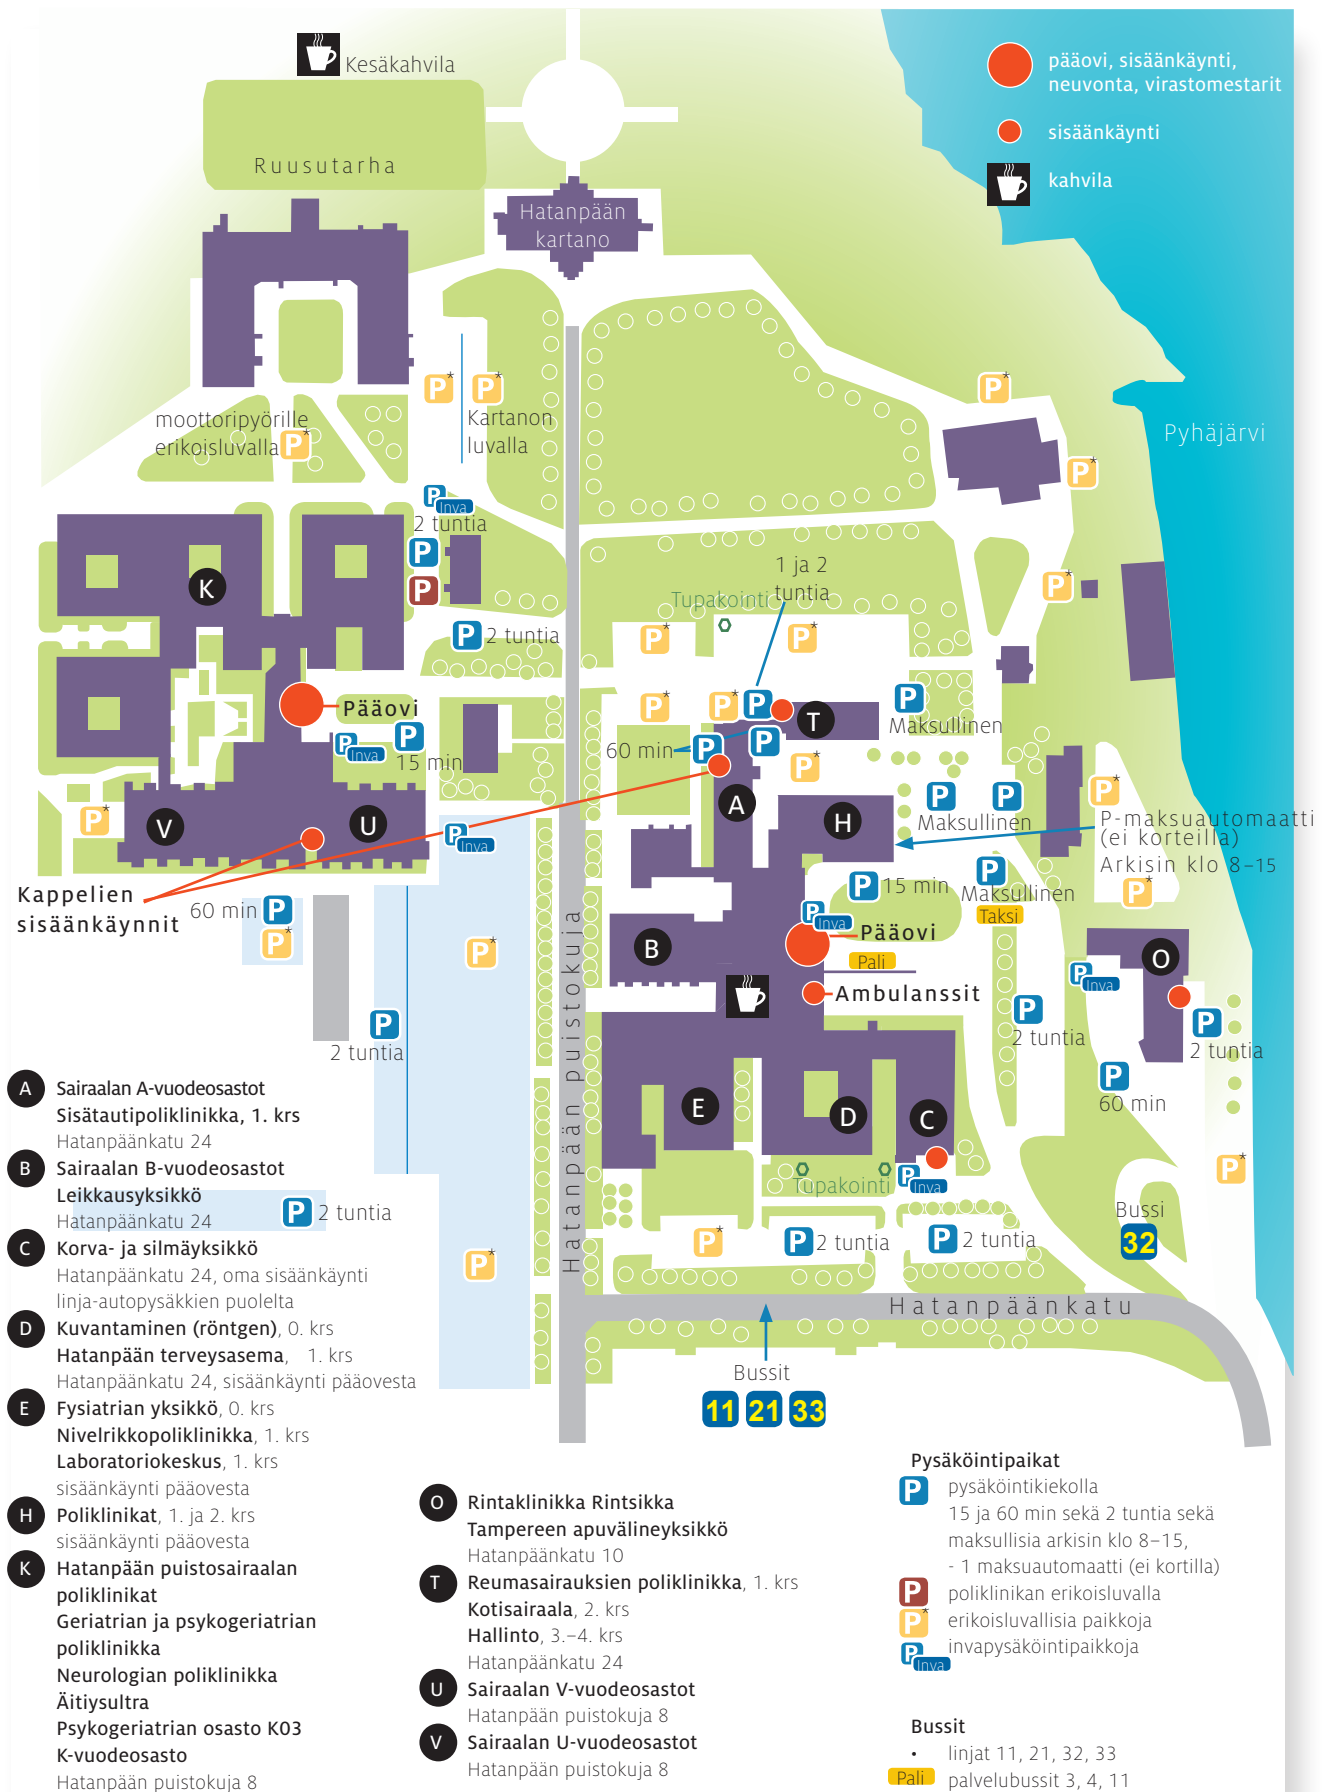 Kesäkahvila
Ruusutarha
Hatanpään
kartano
pääovi, sisäänkäynti,
neuvonta, virastomestarit
sisäänkäynti
kahvila
Pyhäjärvi
moottoripyörille
erikoisluvalla P*
P* P*
Kartanon
luvalla
P*
P*
P*
P Inva
2 tuntia
P
P
P 2 tuntia
K
1 ja 2
tuntia
Tupakointi
P* P*
P* P* P
T
P
Maksullinen
Pääovi
P Inva
P
15 min
60 min P
P
P*
A
H
P P
Maksullinen
P*
P-maksuautomaatti
(ei korteilla)
Arkisin klo 8–15
P*
P*
V
U
P Inva
Kappelien
sisäänkäynnit
60 min P
P*
P 15 min
P
Maksullinen
Taksi
P Inva
Pääovi
Pali
B
Ambulanssit
P*
P
2 tuntia
O
P Inva
P
2 tuntia
P
2 tuntia
P
60 min
E
D
C
Tupakointi
P Inva
P*
P 2 tuntia
P*
P*
P 2 tuntia
P 2 tuntia
Bussi
32
Hatanpään puistokuja
Hatanpäänkatu
Bussit
11 21 33
A Sairaalan A-vuodeosastot
Sisätautipoliklinikka, 1. krs
Hatanpäänkatu 24
B Sairaalan B-vuodeosastot
Leikkausyksikkö
Hatanpäänkatu 24
C Korva- ja silmäyksikkö
Hatanpäänkatu 24, oma sisäänkäynti
linja-autopysäkkien puolelta
D Kuvantaminen (röntgen), 0. krs
Hatanpään terveysasema, 1. krs
Hatanpäänkatu 24, sisäänkäynti pääovesta
E Fysiatrian yksikkö, 0. krs
Nivelrikkopoliklinikka, 1. krs
Laboratoriokeskus, 1. krs
sisäänkäynti pääovesta
H Poliklinikat, 1. ja 2. krs
sisäänkäynti pääovesta
K Hatanpään puistosairaalan
poliklinikat
Geriatrian ja psykogeriatrian
poliklinikka
Neurologian poliklinikka
Äitiysultra
Psykogeriatrian osasto K03
K-vuodeosasto
Hatanpään puistokuja 8
O Rintaklinikka Rintsikka
Tampereen apuvälineyksikkö
Hatanpäänkatu 10
T Reumasairauksien poliklinikka, 1. krs
Kotisairaala, 2. krs
Hallinto, 3.–4. krs
Hatanpäänkatu 24
U Sairaalan V-vuodeosastot
Hatanpään puistokuja 8
V Sairaalan U-vuodeosastot
Hatanpään puistokuja 8
Pysäköintipaikat
P pysäköintikiekolla
15 ja 60 min sekä 2 tuntia sekä
maksullisia arkisin klo 8–15,
- 1 maksuautomaatti (ei kortilla)
P poliklinikan erikoisluvalla
P* erikoisluvallisia paikkoja
P Inva invapysäköintipaikkoja
Bussit
• linjat 11, 21, 32, 33
Pali palvelubussit 3, 4, 11